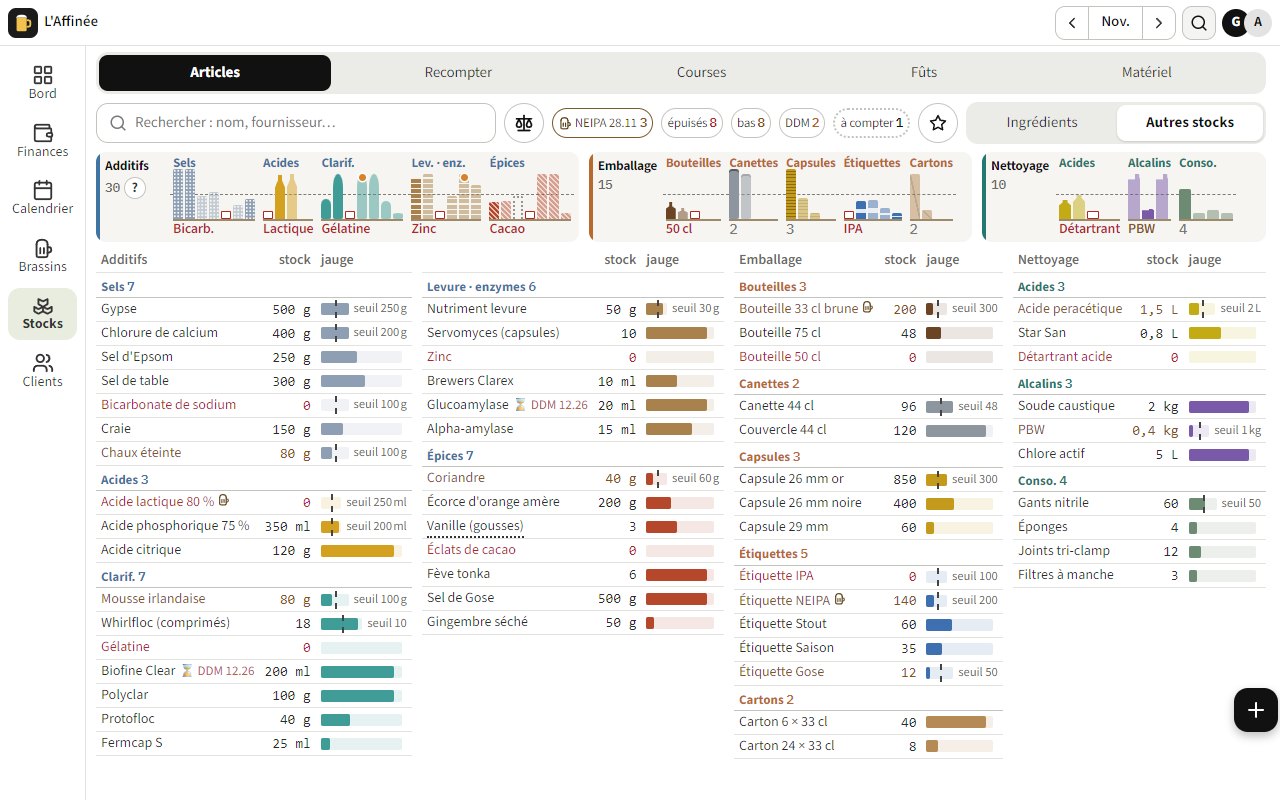 L'Affinée
Nov.
G
A
Bord
Finances
Calendrier
Brassins
Stocks
Clients
Articles
Recompter
Courses
Fûts
Matériel
Rechercher : nom, fournisseur…
NEIPA 28.11 3
épuisés 8
bas 8
DDM 2
à compter 1
Ingrédients
Autres stocks
Additifs
30 ?
Sels
Acides
Clarif.
Lev. · enz.
Épices
Bicarb.
Lactique
Gélatine
Zinc
Cacao
Emballage
15
Bouteilles
Canettes
Capsules
Étiquettes
Cartons
50 cl
2
3
IPA
2
Nettoyage
10
Acides
Alcalins
Conso.
Détartrant
PBW
4
Additifs stock jauge
Sels 7
Gypse 500 g seuil 250 g
Chlorure de calcium 400 g seuil 200 g
Sel d'Epsom 250 g
Sel de table 300 g
Bicarbonate de sodium 0 seuil 100 g
Craie 150 g
Chaux éteinte 80 g seuil 100 g
Acides 3
Acide lactique 80 % 0 seuil 250 ml
Acide phosphorique 75 % 350 ml seuil 200 ml
Acide citrique 120 g
Clarif. 7
Mousse irlandaise 80 g seuil 100 g
Whirlfloc (comprimés) 18 seuil 10
Gélatine 0
Biofine Clear ⌛ DDM 12.26 200 ml
Polyclar 100 g
Protofloc 40 g
Fermcap S 25 ml
stock jauge
Levure · enzymes 6
Nutriment levure 50 g seuil 30 g
Servomyces (capsules) 10
Zinc 0
Brewers Clarex 10 ml
Glucoamylase ⌛ DDM 12.26 20 ml
Alpha-amylase 15 ml
Épices 7
Coriandre 40 g seuil 60 g
Écorce d'orange amère 200 g
Vanille (gousses) 3
Éclats de cacao 0
Fève tonka 6
Sel de Gose 500 g
Gingembre séché 50 g
Emballage stock jauge
Bouteilles 3
Bouteille 33 cl brune 200 seuil 300
Bouteille 75 cl 48
Bouteille 50 cl 0
Canettes 2
Canette 44 cl 96 seuil 48
Couvercle 44 cl 120
Capsules 3
Capsule 26 mm or 850 seuil 300
Capsule 26 mm noire 400
Capsule 29 mm 60
Étiquettes 5
Étiquette IPA 0 seuil 100
Étiquette NEIPA 140 seuil 200
Étiquette Stout 60
Étiquette Saison 35
Étiquette Gose 12 seuil 50
Cartons 2
Carton 6 × 33 cl 40
Carton 24 × 33 cl 8
Nettoyage stock jauge
Acides 3
Acide peracétique 1,5 L seuil 2 L
Star San 0,8 L
Détartrant acide 0
Alcalins 3
Soude caustique 2 kg
PBW 0,4 kg seuil 1 kg
Chlore actif 5 L
Conso. 4
Gants nitrile 60 seuil 50
Éponges 4
Joints tri-clamp 12
Filtres à manche 3